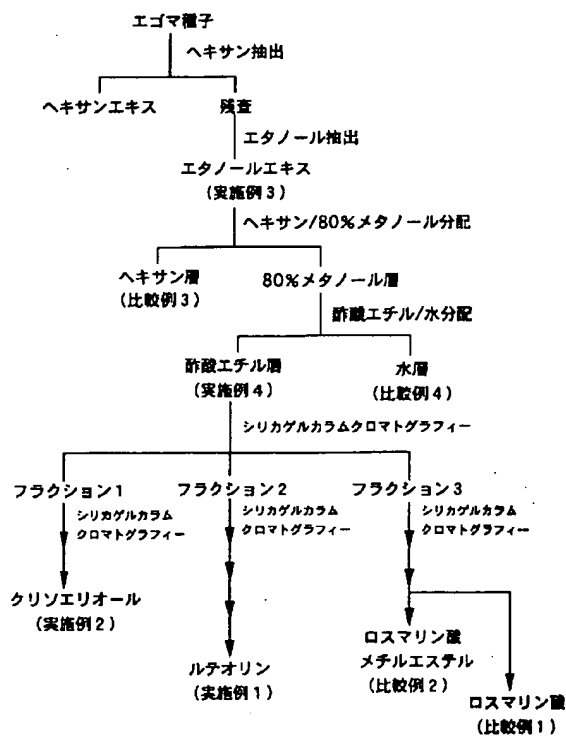 エゴマ種子
ヘキサン抽出
ヘキサンエキス
残査
エタノール抽出
エタノールエキス
(実施例3)
ヘキサン/80%メタノール分配
ヘキサン層
(比較例3)
80%メタノール層
酢酸エチル/水分配
酢酸エチル層
(実施例4)
水層
(比較例4)
シリカゲルカラムクロマトグラフィー
フラクション1
フラクション2
フラクション3
シリカゲルカラム
クロマトグラフィー
シリカゲルカラム
クロマトグラフィー
シリカゲルカラム
クロマトグラフィー
クリソエリオール
(実施例2)
ルテオリン
(実施例1)
ロスマリン酸
メチルエステル
(比較例2)
ロスマリン酸
(比較例1)